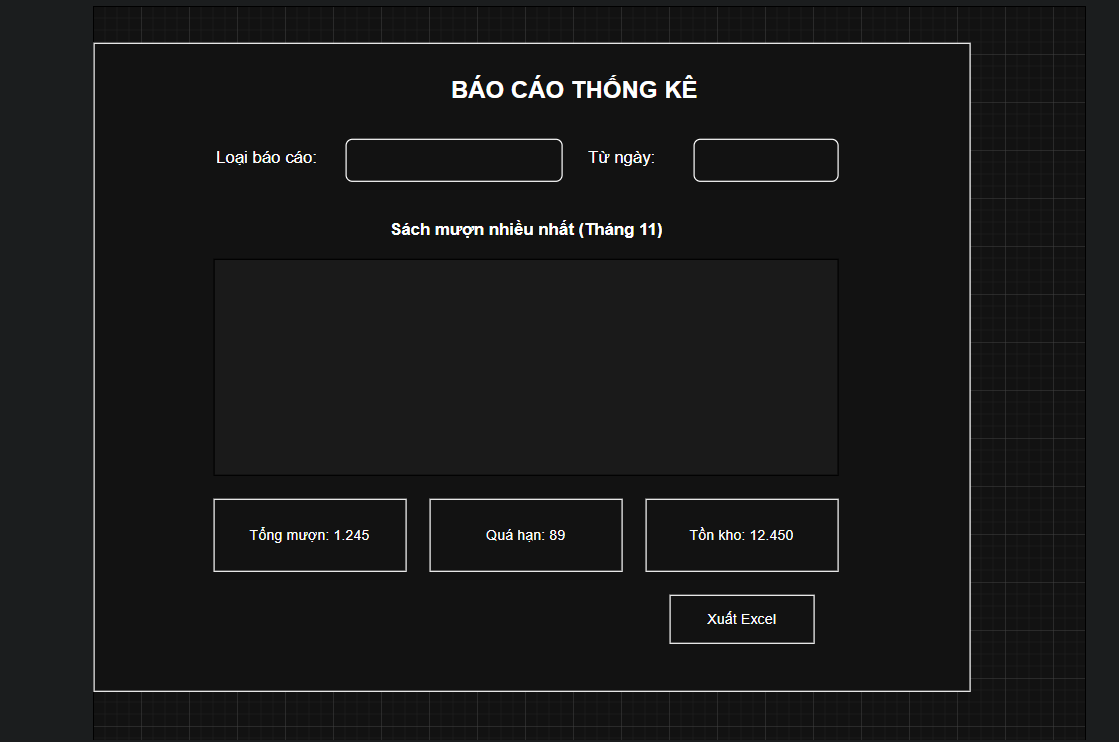 BÁO CÁO THỐNG KÊ
Loại báo cáo: Từ ngày:
Sách mượn nhiều nhất (Tháng 11)
Tổng mượn: 1.245 Quá hạn: 89 Tồn kho: 12.450
Xuất Excel